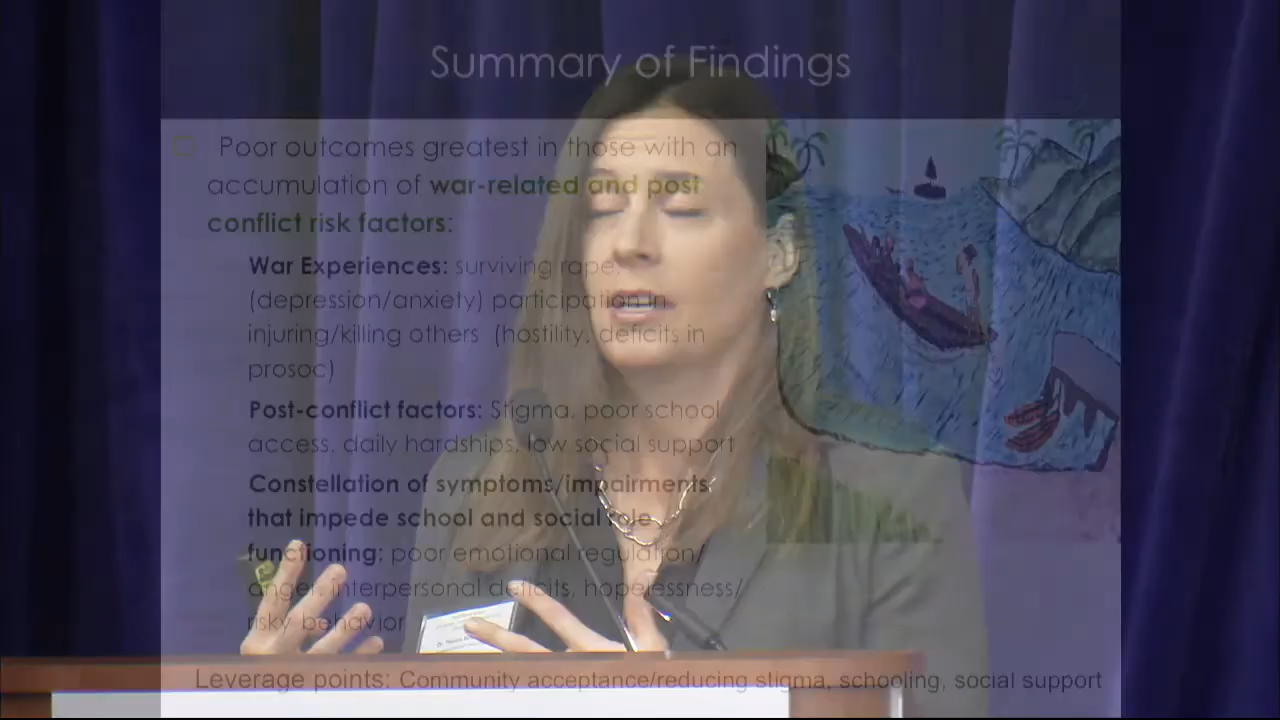 Summary of Findings
Poor outcomes greatest in those with an
accumulation of war-related and post
conflict risk factors:
War Experiences: surviving rape,
(depression/anxiety)
injuring/killing others (hostility, deficits in
prosoc)
Post-conflict factors: Stigma, poor school
access, daily hardships, low social support
Constellation of symptoms/impairments
that impede school and social role
functioning: poor emotional regulation/
anger, interpersonal deficits, hopelessness/
risky behavior
Leverage points: Community acceptance/reducing stigma, schooling, social support